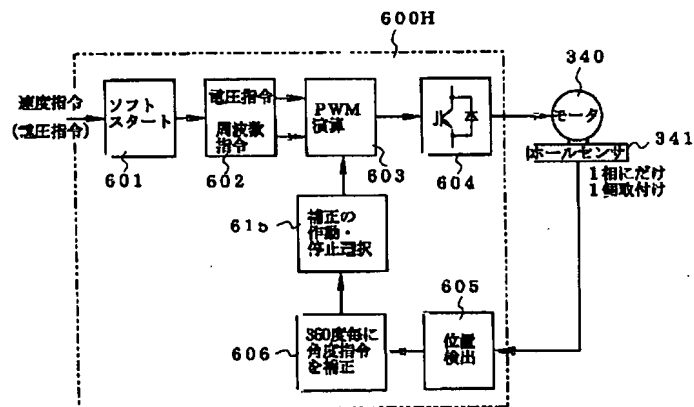 600H
340
速度指令
(電圧指令)
ソフト
スタート
601
電圧指令
周波数
指令
602
PWM
演算
603
604
モータ
341
ホールセンサ
1相にだけ
1個取付け
補正の
作動・
停止選択
615
605
位置
検出
360度毎に
角度指令
を補正
606